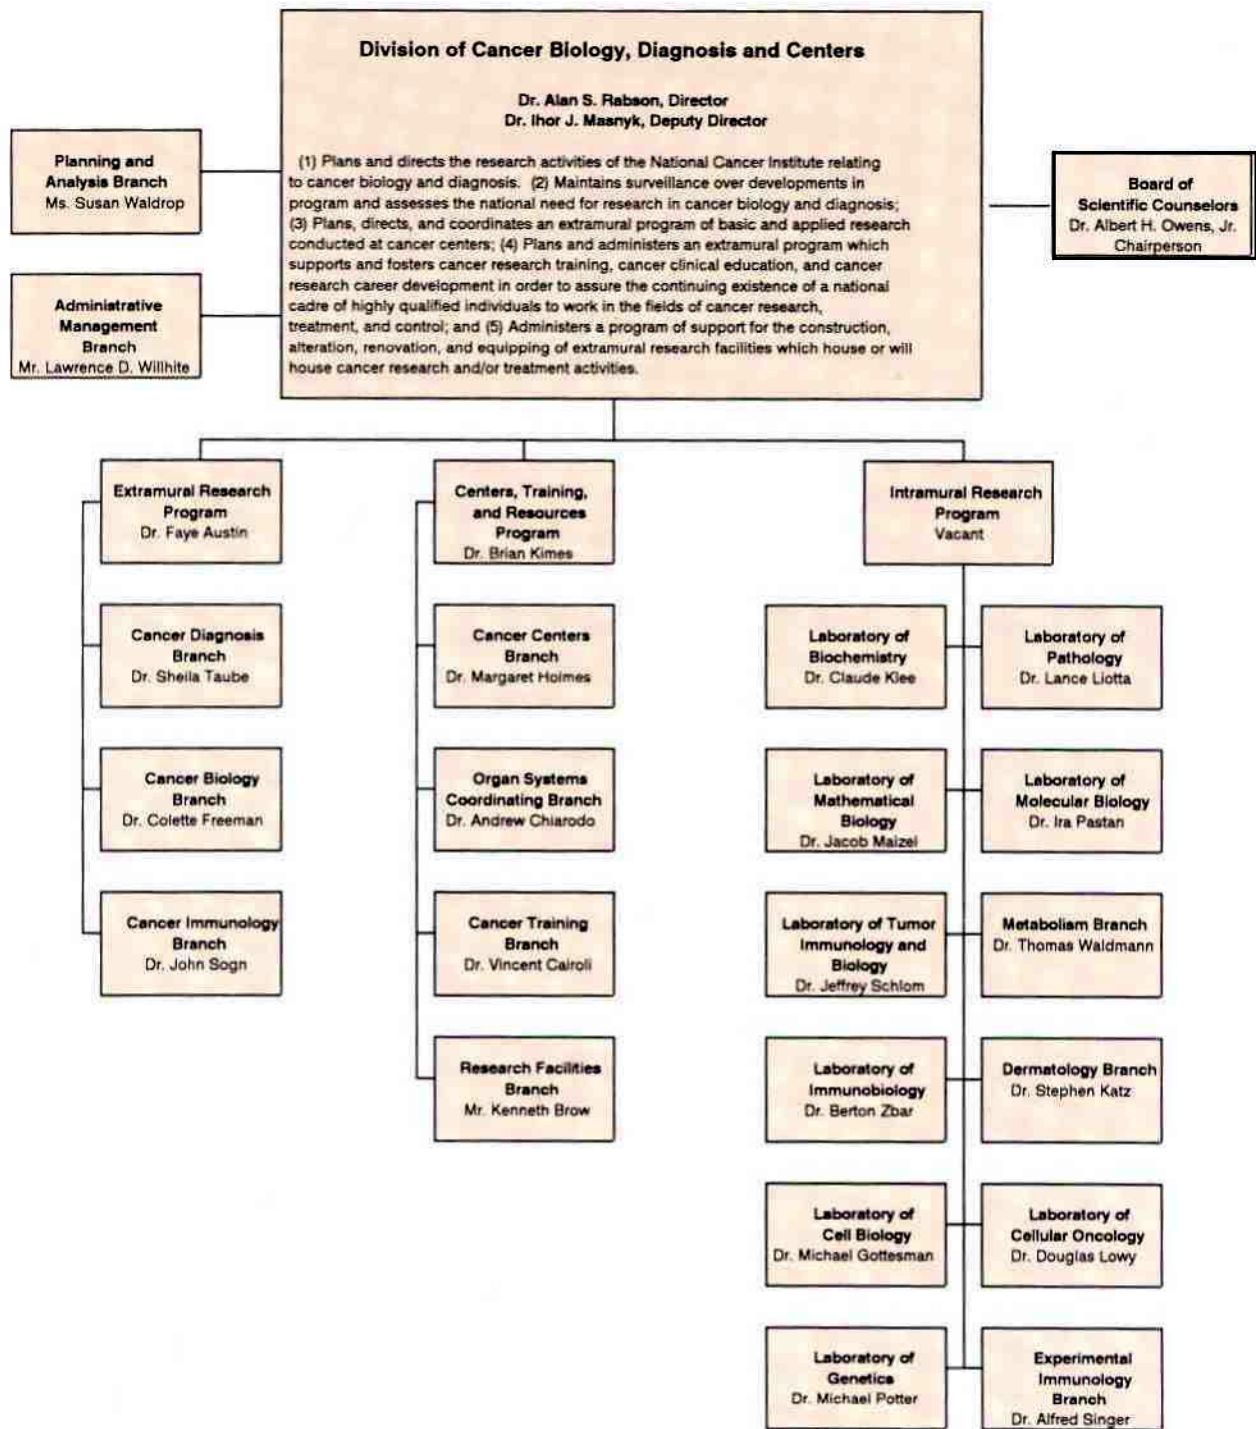 Division of Cancer Biology, Diagnosis and Centers
Dr. Alan S. Rabson, Director
Dr. Ihor J. Masnyk, Deputy Director
(1) Plans and directs the research activities of the National Cancer Institute relating
to cancer biology and diagnosis. (2) Maintains surveillance over developments in
program and assesses the national need for research in cancer biology and diagnosis;
(3) Plans, directs, and coordinates an extramural program of basic and applied research
conducted at cancer centers; (4) Plans and administers an extramural program which
supports and fosters cancer research training, cancer clinical education, and cancer
research career development in order to assure the continuing existence of a national
cadre of highly qualified individuals to work in the fields of cancer research,
treatment, and control; and (5) Administers a program of support for the construction,
alteration, renovation, and equipping of extramural research facilities which house or will
house cancer research and/or treatment activities.
Planning and
Analysis Branch
Ms. Susan Waldrop
Administrative
Management
Branch
Mr. Lawrence D. Willhite
Board of
Scientific Counselors
Dr. Albert H. Owens, Jr.
Chairperson
Extramural Research
Program
Dr. Faye Austin
Cancer Diagnosis
Branch
Dr. Sheila Taube
Cancer Biology
Branch
Dr. Colette Freeman
Cancer Immunology
Branch
Dr. John Sogn
Centers, Training,
and Resources
Program
Dr. Brian Kimes
Cancer Centers
Branch
Dr. Margaret Holmes
Organ Systems
Coordinating Branch
Dr. Andrew Chiarodo
Cancer Training
Branch
Dr. Vincent Cairoli
Research Facilities
Branch
Mr. Kenneth Brow
Intramural Research
Program
Vacant
Laboratory of
Biochemistry
Dr. Claude Klee
Laboratory of
Pathology
Dr. Lance Liotta
Laboratory of
Mathematical
Biology
Dr. Jacob Maizel
Laboratory of
Molecular Biology
Dr. Ira Pastan
Laboratory of Tumor
Immunology and
Biology
Dr. Jeffrey Schlom
Metabolism Branch
Dr. Thomas Waldmann
Laboratory of
Immunobiology
Dr. Berton Zbar
Dermatology Branch
Dr. Stephen Katz
Laboratory of
Cell Biology
Dr. Michael Gottesman
Laboratory of
Cellular Oncology
Dr. Douglas Lowy
Laboratory of
Genetics
Dr. Michael Potter
Experimental
Immunology
Branch
Dr. Alfred Singer